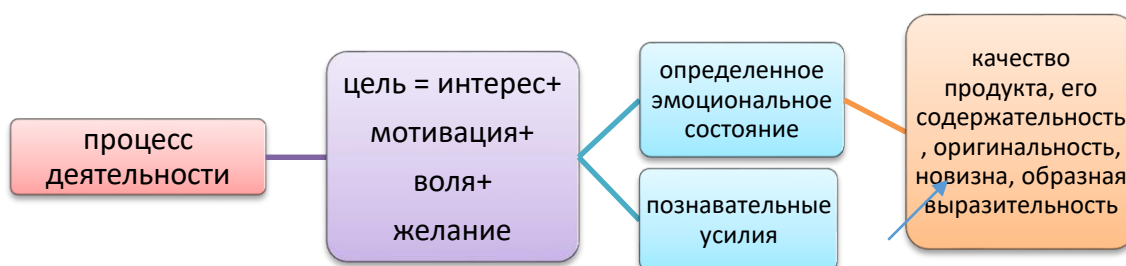 процесс
деятельности
цель = интерес+
мотивация+
воля+
желание
определенное
эмоциональное
состояние
познавательные
усилия
качество
продукта, его
содержательность
, оригинальность,
новизна, образная
выразительность